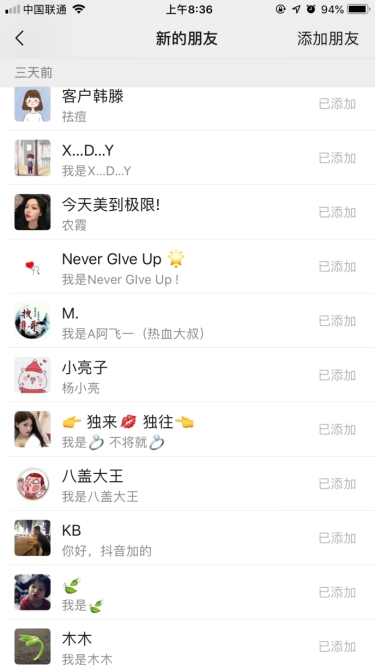 中国联通
上午8:36
94%
新的朋友
添加朋友
三天前
客户韩滕
祛痘
已添加
X...D...Y
我是X...D...Y
已添加
今天美到极限!
农霞
已添加
Never GIve Up 🌟
我是Never GIve Up !
已添加
M.
我是A阿飞一（热血大叔）
已添加
小亮子
杨小亮
已添加
👉 独来 💋 独往👈
我是💍 不将就💍
已添加
八盖大王
我是八盖大王
已添加
KB
你好，抖音加的
已添加
🍃
我是🍃
已添加
木木
我是木木
已添加